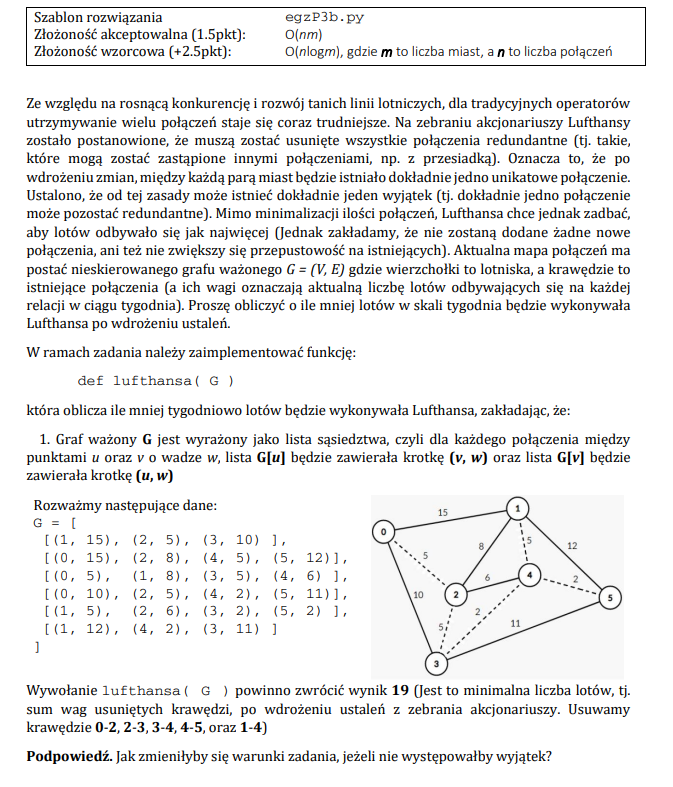 Szablon rozwiązania egzP3b.py
Złożoność akceptowalna (1.5pkt): O(nm)
Złożoność wzorcowa (+2.5pkt): O(nlogm), gdzie m to liczba miast, a n to liczba połączeń
Ze względu na rosnącą konkurencję i rozwój tanich linii lotniczych, dla tradycyjnych operatorów
utrzymywanie wielu połączeń staje się coraz trudniejsze. Na zebraniu akcjonariuszy Lufthansy
zostało postanowione, że muszą zostać usunięte wszystkie połączenia redundantne (tj. takie,
które mogą zostać zastąpione innymi połączeniami, np. z przesiadką). Oznacza to, że po
wdrożeniu zmian, między każdą parą miast będzie istniało dokładnie jedno unikatowe połączenie.
Ustalono, że od tej zasady może istnieć dokładnie jeden wyjątek (tj. dokładnie jedno połączenie
może pozostać redundantne). Mimo minimalizacji ilości połączeń, Lufthansa chce jednak zadbać,
aby lotów odbywało się jak najwięcej (Jednak zakładamy, że nie zostaną dodane żadne nowe
połączenia, ani też nie zwiększy się przepustowość na istniejących). Aktualna mapa połączeń ma
postać nieskierowanego grafu ważonego G = (V, E) gdzie wierzchołki to lotniska, a krawędzie to
istniejące połączenia (a ich wagi oznaczają aktualną liczbę lotów odbywających się na każdej
relacji w ciągu tygodnia). Proszę obliczyć o ile mniej lotów w skali tygodnia będzie wykonywała
Lufthansa po wdrożeniu ustaleń.
W ramach zadania należy zaimplementować funkcję:
def lufthansa( G )
która oblicza ile mniej tygodniowo lotów będzie wykonywała Lufthansa, zakładając, że:
1. Graf ważony G jest wyrażony jako lista sąsiedztwa, czyli dla każdego połączenia między
punktami u oraz v o wadze w, lista G[u] będzie zawierała krotkę (v, w) oraz lista G[v] będzie
zawierała krotkę (u, w)
Rozważmy następujące dane:
G = [
[(1, 15), (2, 5), (3, 10) ],
[(0, 15), (2, 8), (4, 5), (5, 12)],
[(0, 5), (1, 8), (3, 5), (4, 6) ],
[(0, 10), (2, 5), (4, 2), (5, 11)],
[(1, 5), (2, 6), (3, 2), (5, 2) ],
[(1, 12), (4, 2), (3, 11) ]
]
1
15
0
5
12
8
5
4
6
2
10
2
5
2
5
11
3
Wywołanie lufthansa( G ) powinno zwrócić wynik 19 (Jest to minimalna liczba lotów, tj.
sum wag usuniętych krawędzi, po wdrożeniu ustaleń z zebrania akcjonariuszy. Usuwamy
krawędzie 0-2, 2-3, 3-4, 4-5, oraz 1-4)
Podpowiedź. Jak zmieniłyby się warunki zadania, jeżeli nie występowałby wyjątek?